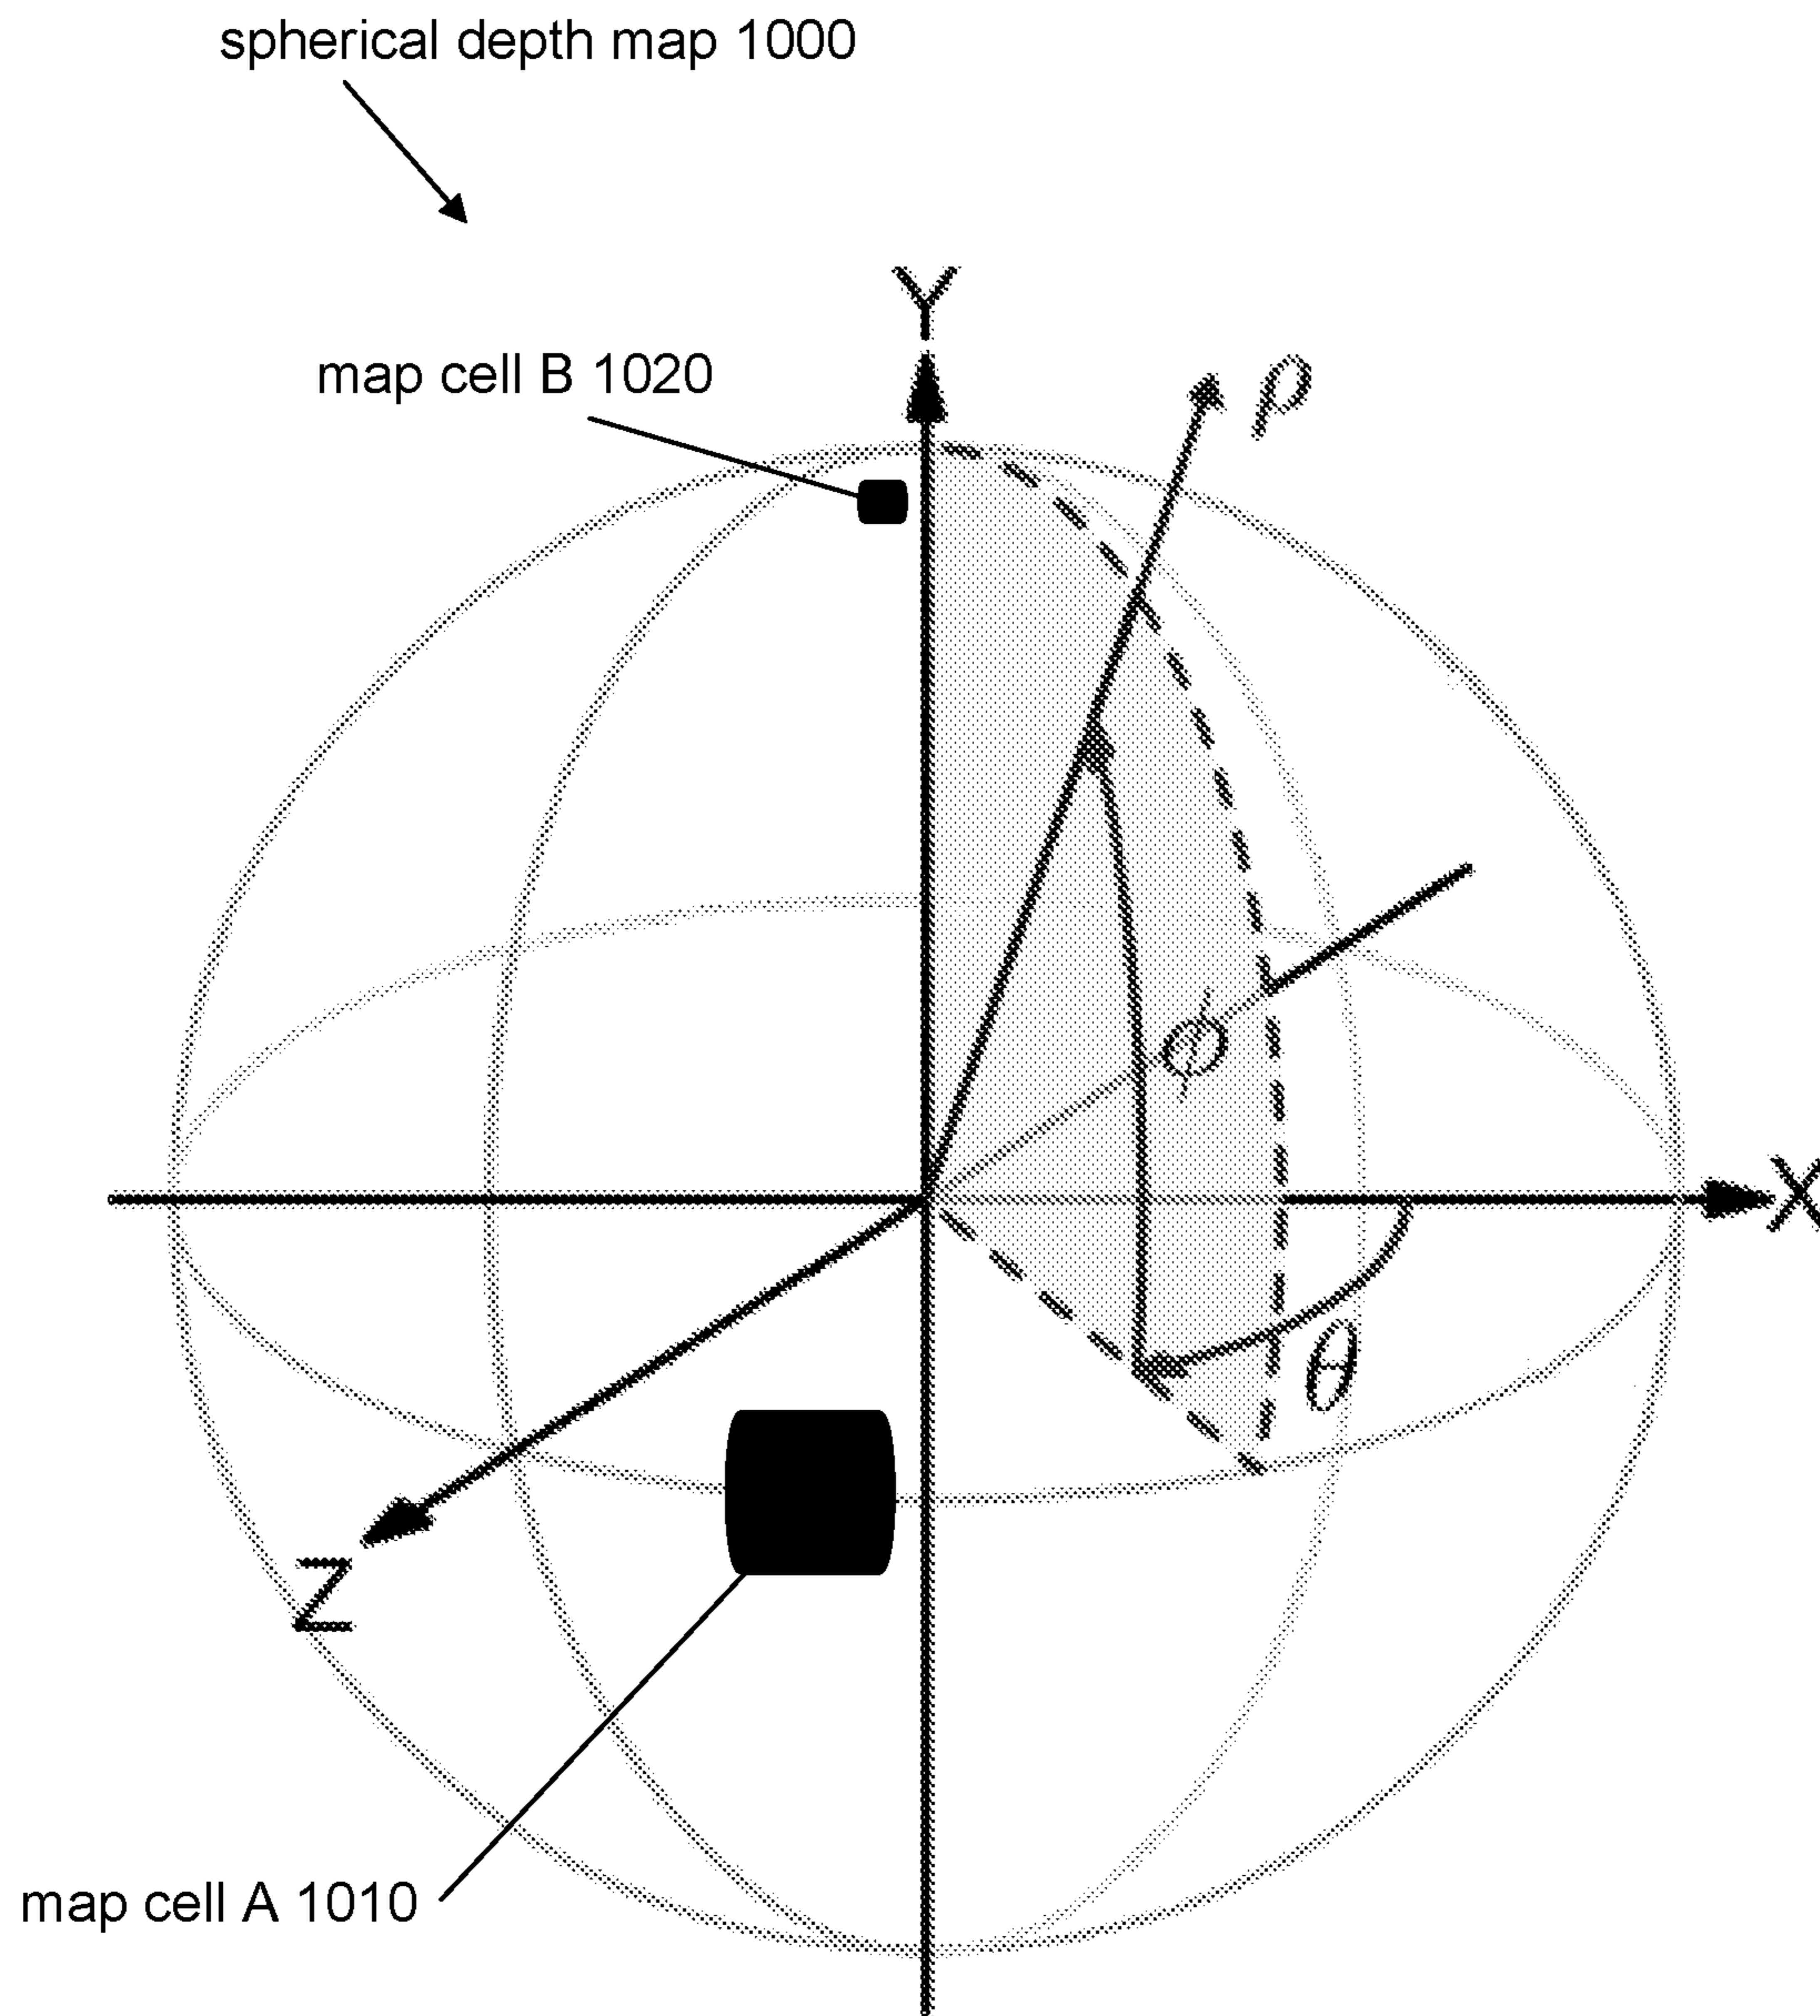 spherical depth map 1000
Y
map cell B 1020
ρ
ϕ
X
θ
Z
map cell A 1010